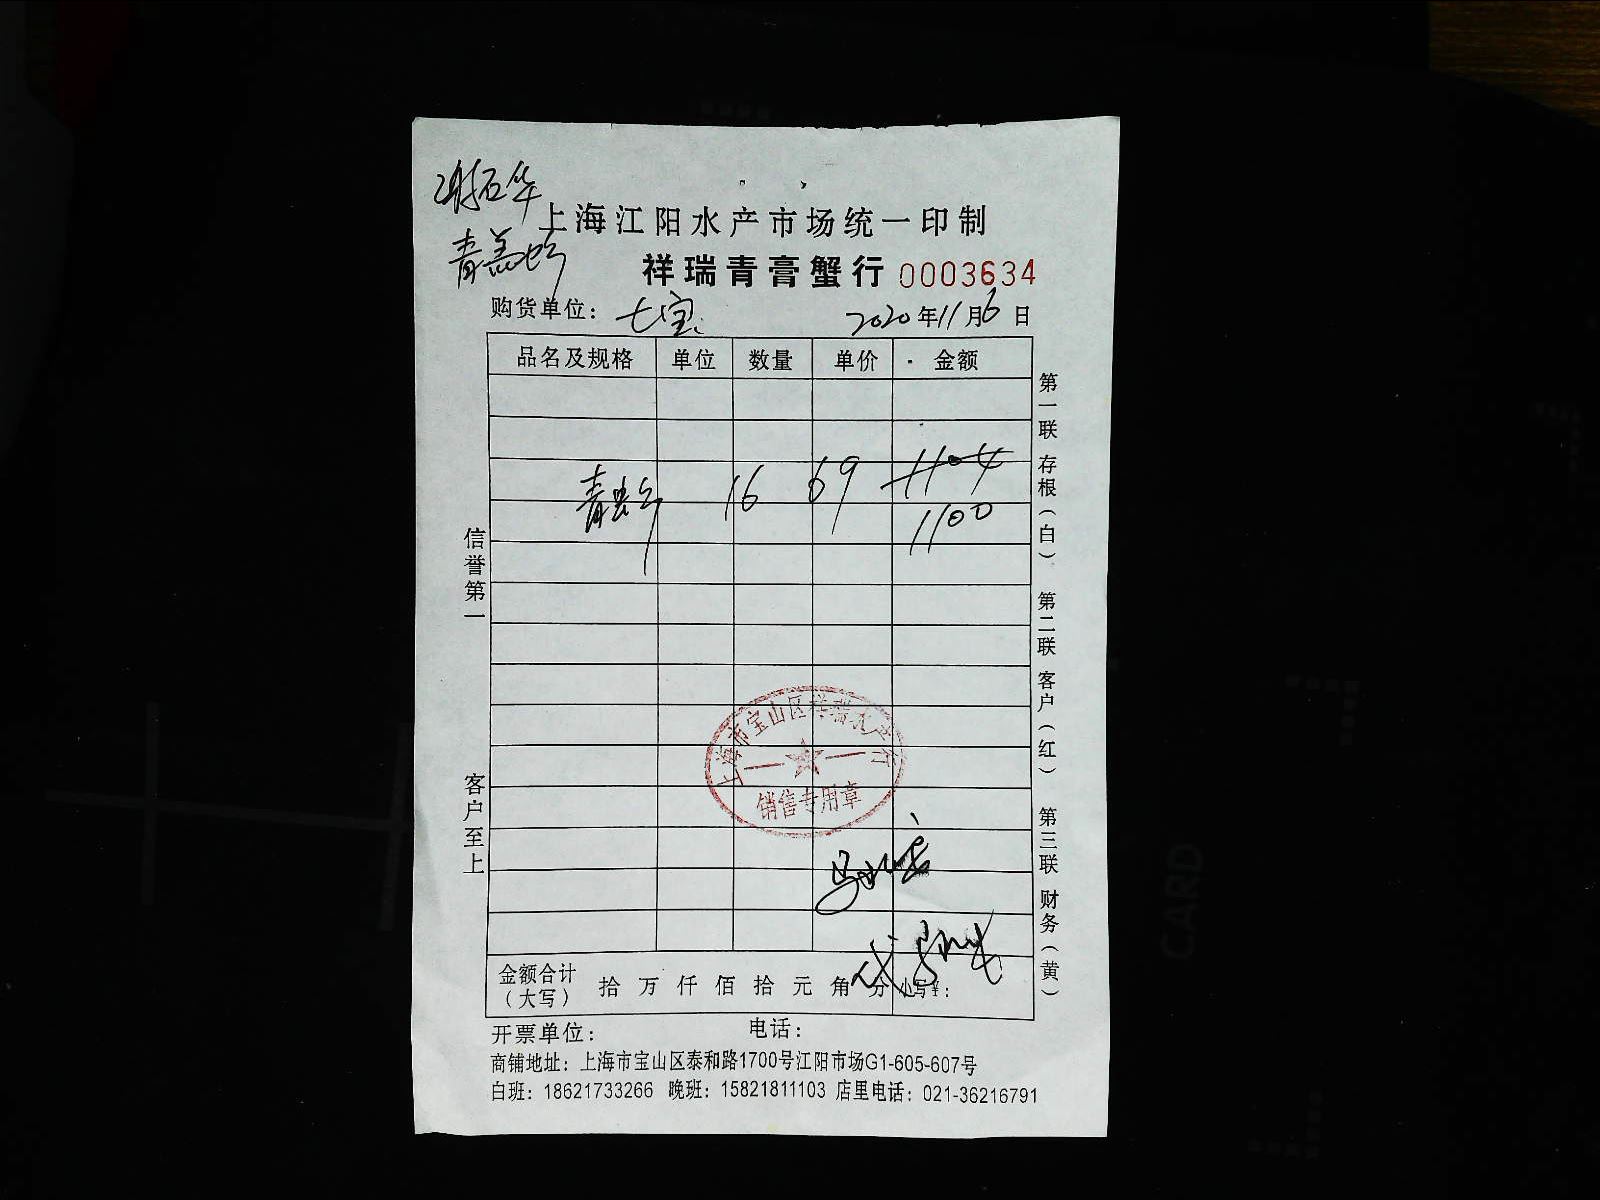 上海江阳水产市场统一印制
祥瑞青膏蟹行 0003634
购货单位： 七宝
2020年11月6日
品名及规格 单位 数量 单价 金额
青 16 69 1104
1100
信誉第一
客户至上
第一联 存根（白） 第二联 客户（红） 第三联 财务（黄）
上海市宝山区祥瑞水产行
销售专用章
金额合计（大写） 拾 万 仟 佰 拾 元 角 分 小写¥：
开票单位： 电话：
商铺地址：上海市宝山区泰和路1700号江阳市场G1-605-607号
白班：18621733266 晚班：15821811103 店里电话：021-36216791